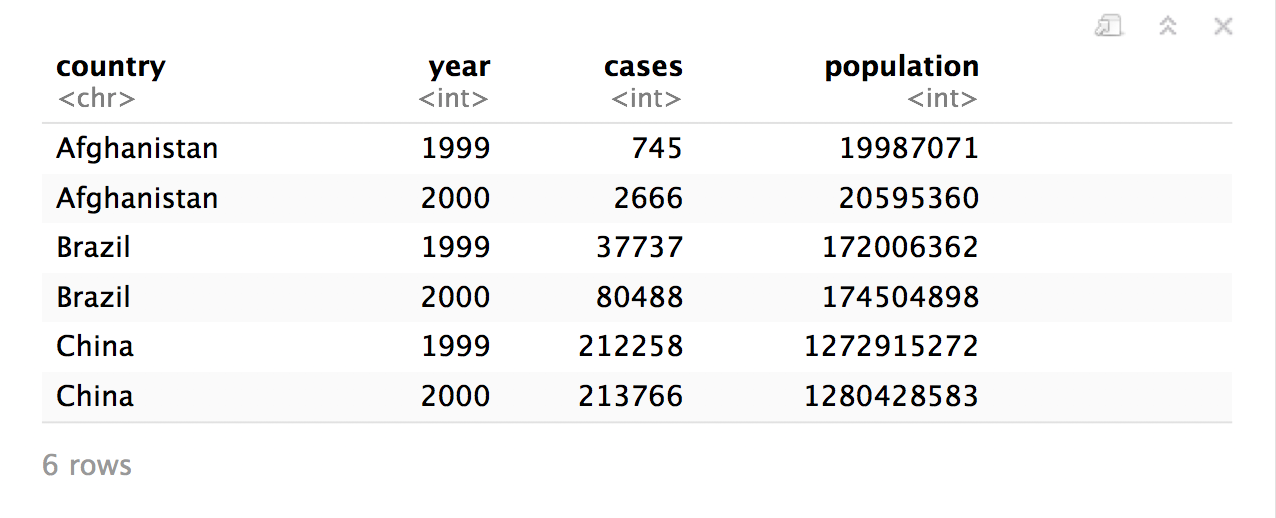 country year cases population
<chr> <int> <int> <int>
Afghanistan 1999 745 19987071
Afghanistan 2000 2666 20595360
Brazil 1999 37737 172006362
Brazil 2000 80488 174504898
China 1999 212258 1272915272
China 2000 213766 1280428583
6 rows